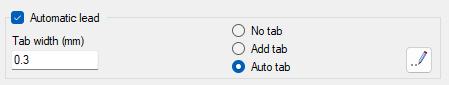 Automatic lead
Tab width (mm)
0.3
No tab
Add tab
Auto tab